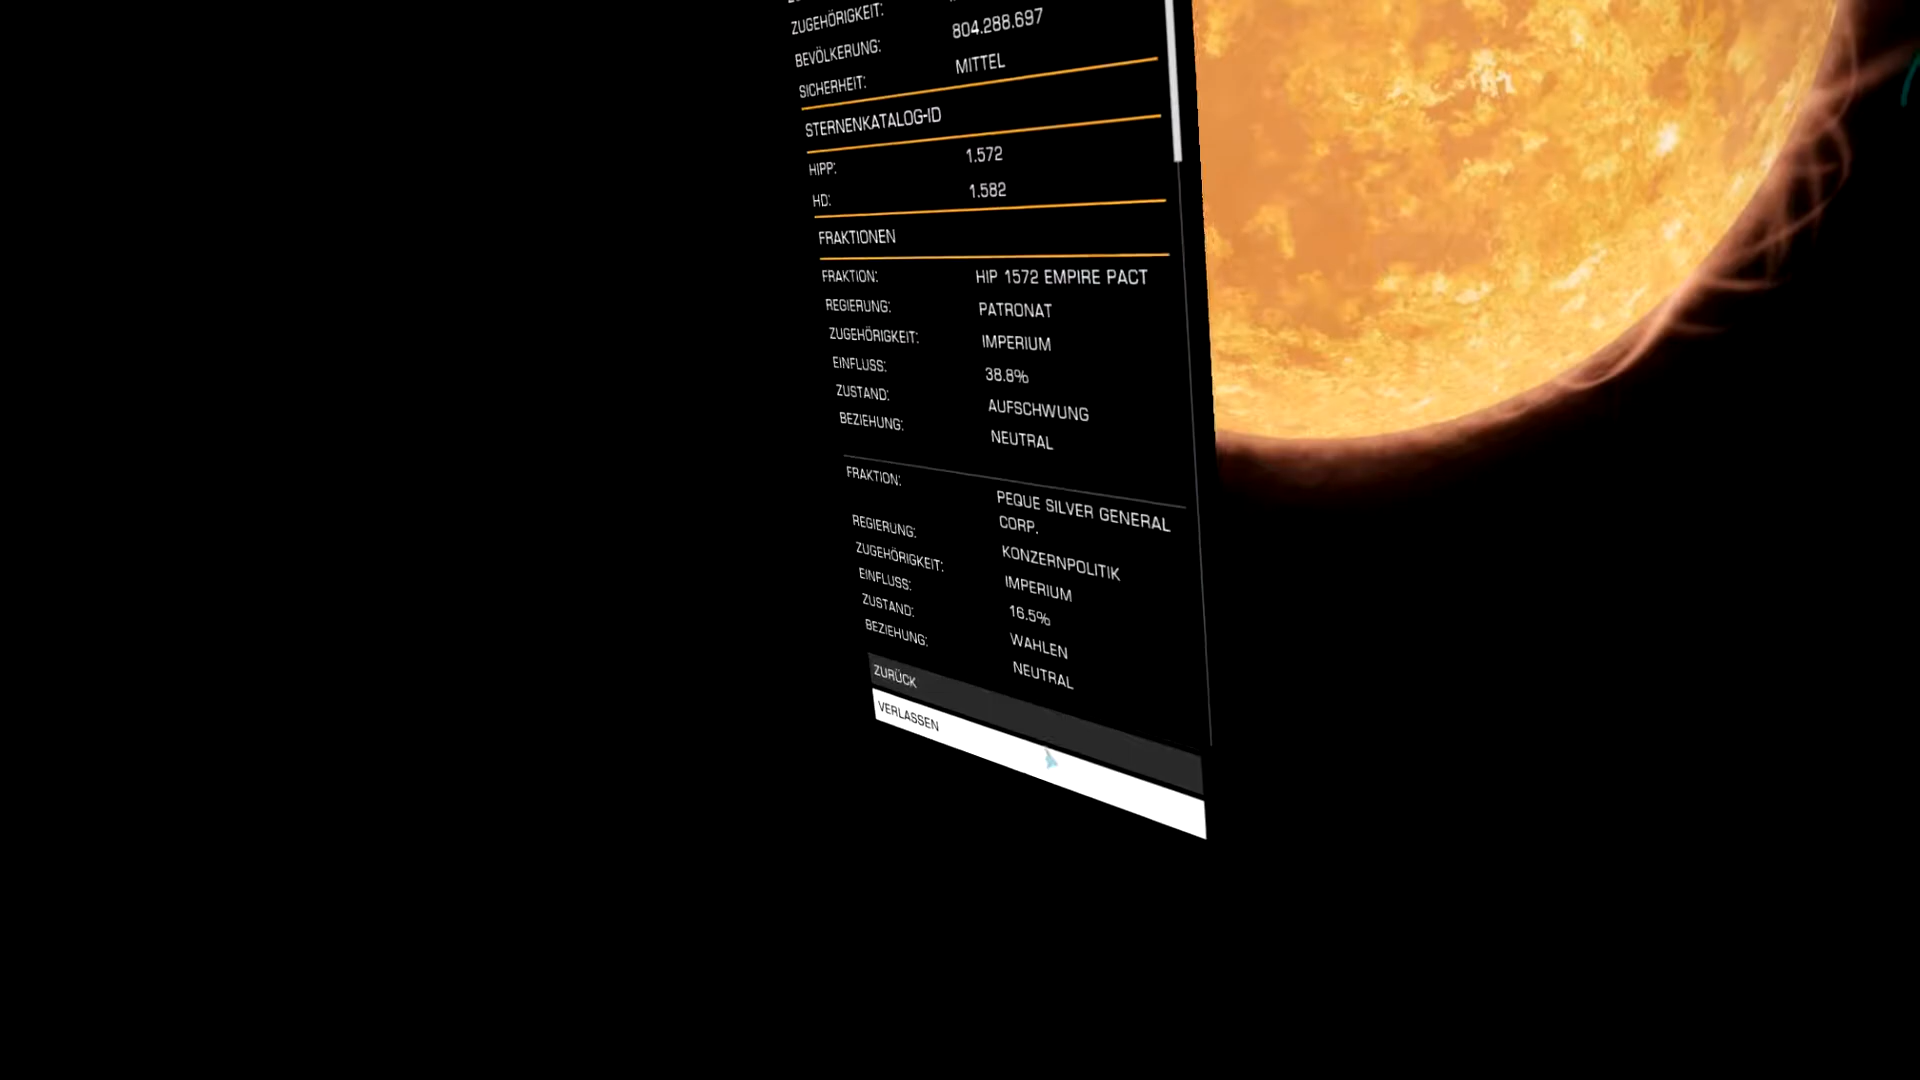 ZUGEHÖRIGKEIT:
BEVÖLKERUNG: 804.288.697
SICHERHEIT: MITTEL
STERNENKATALOG-ID
HIPP: 1.572
HD: 1.582
FRAKTIONEN
FRAKTION: HIP 1572 EMPIRE PACT
REGIERUNG: PATRONAT
ZUGEHÖRIGKEIT: IMPERIUM
EINFLUSS: 38.8%
ZUSTAND: AUFSCHWUNG
BEZIEHUNG: NEUTRAL
FRAKTION: PEQUE SILVER GENERAL
CORP.
REGIERUNG: KONZERNPOLITIK
ZUGEHÖRIGKEIT: IMPERIUM
EINFLUSS: 16.5%
ZUSTAND: WAHLEN
BEZIEHUNG: NEUTRAL
ZURÜCK
VERLASSEN